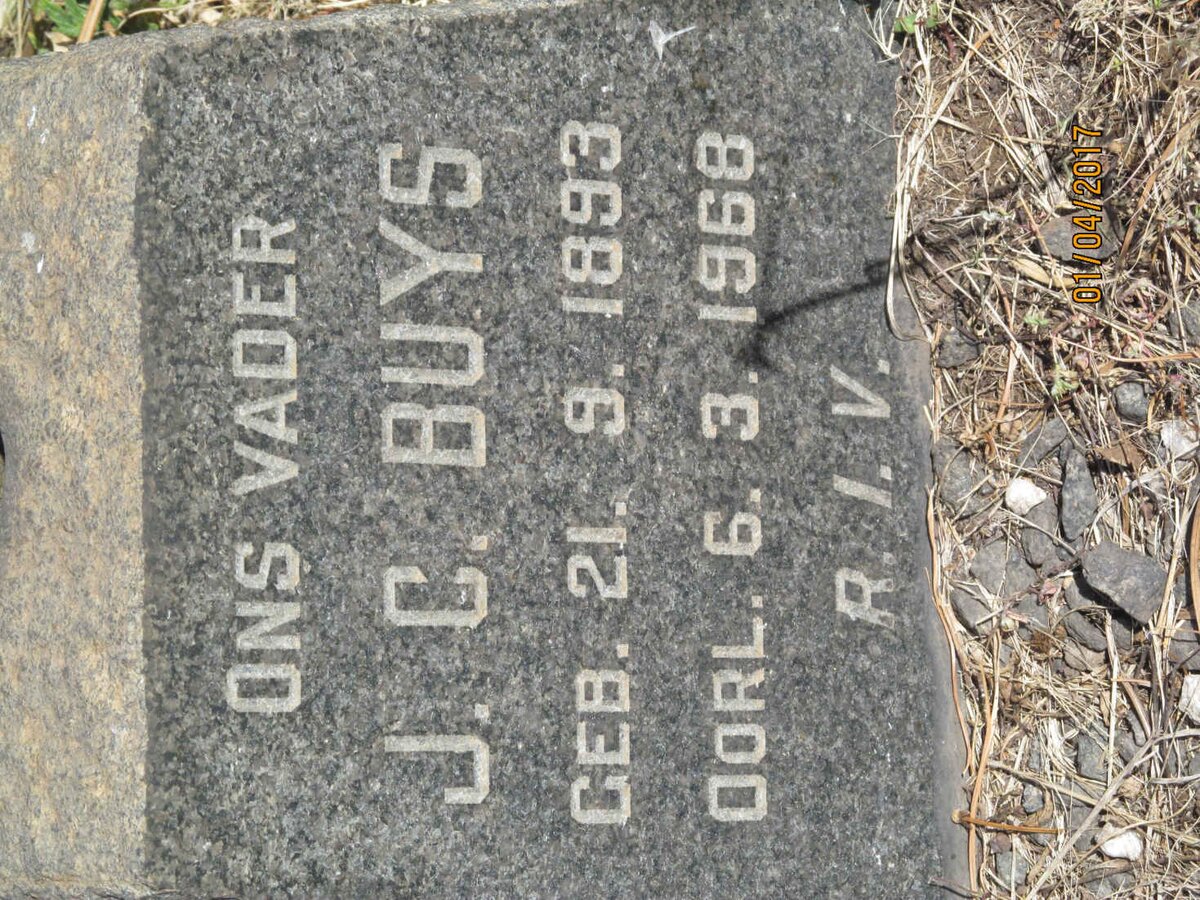 ONS VADER
J. C. BUYS
GEB. 21. 9. 1893
OORL. 6. 3. 1968
R. I. V.
01/04/2017